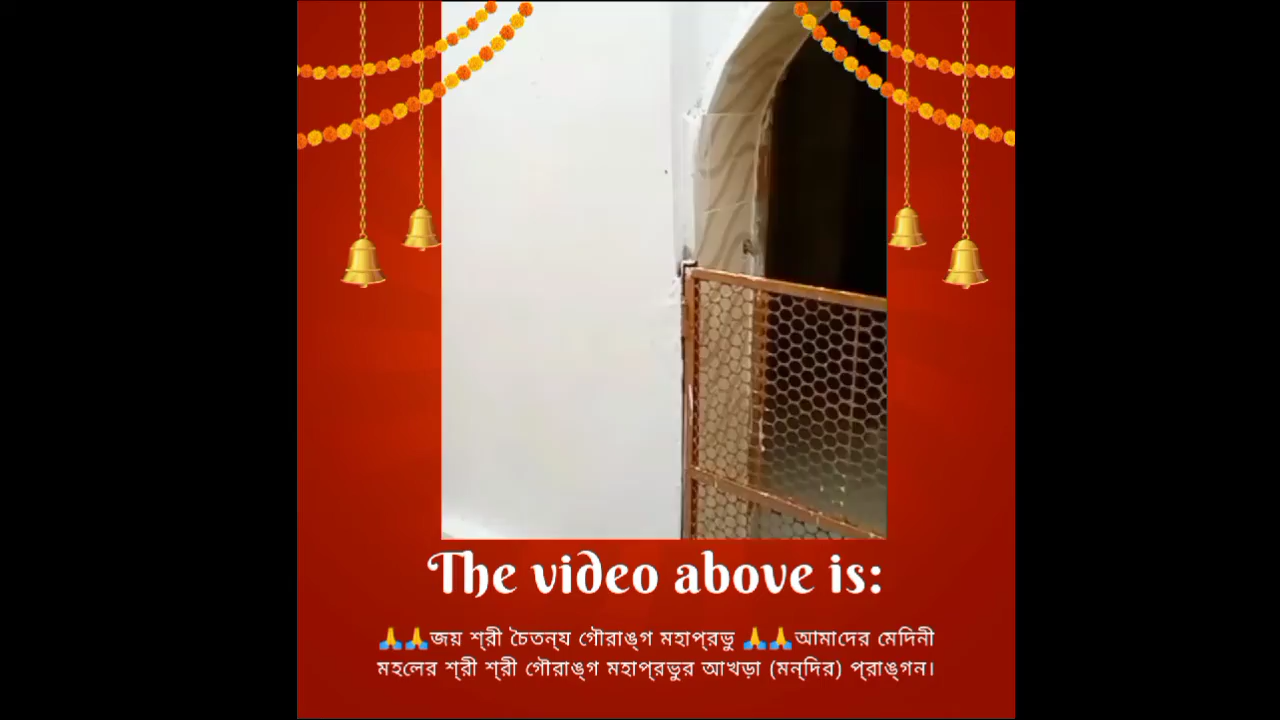 The video above is:
🙏🙏জয় শ্রী চৈতন্য গৌরাঙ্গ মহাপ্রভু 🙏🙏আমাদের মেদিনী
মহলের শ্রী শ্রী গৌরাঙ্গ মহাপ্রভুর আখড়া (মন্দির) প্রাঙ্গন।